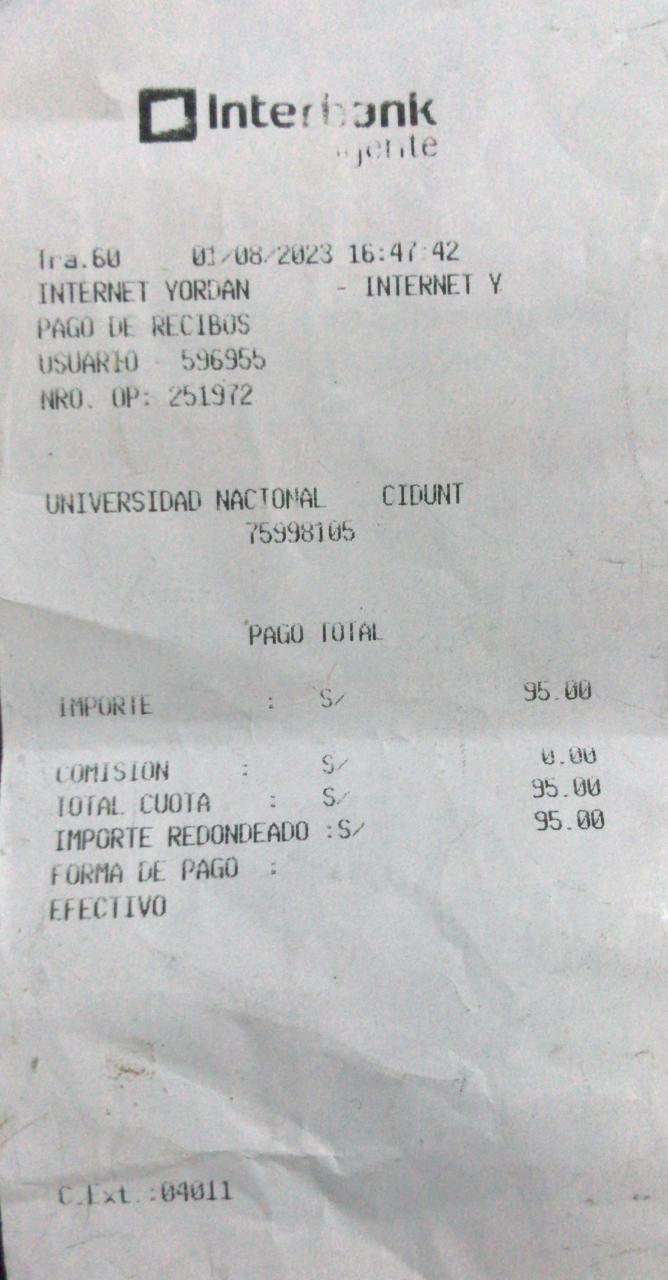 Interbank
agente
Tra.60 01/08/2023 16:47:42
INTERNET YORDAN - INTERNET Y
PAGO DE RECIBOS
USUARIO - 596955
NRO. OP: 251972
UNIVERSIDAD NACIONAL CIDUNT
75998105
PAGO TOTAL
IMPORTE : S/ 95.00
COMISION : S/ 0.00
TOTAL CUOTA : S/ 95.00
IMPORTE REDONDEADO :S/ 95.00
FORMA DE PAGO :
EFECTIVO
C.Ext.:04011